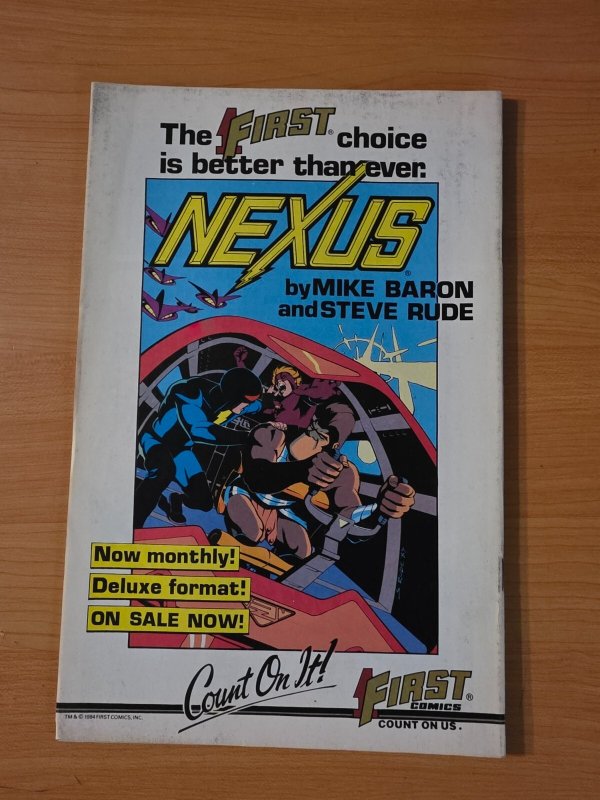 The FIRST® choice
is better than ever.
NEXUS®
by MIKE BARON
and STEVE RUDE
Now monthly!
Deluxe format!
ON SALE NOW!
Count On It!
FIRST®
COMICS
COUNT ON US.
TM & © 1984 FIRST COMICS, INC.